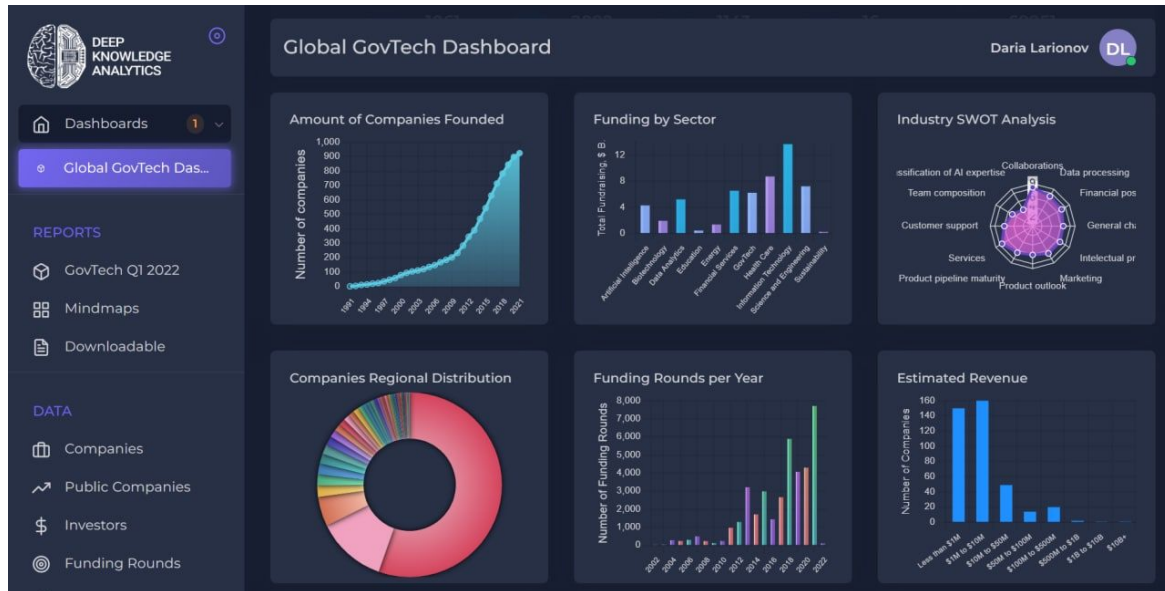 DEEP
KNOWLEDGE
ANALYTICS
Dashboards 1
Global GovTech Das...
REPORTS
GovTech Q1 2022
Mindmaps
Downloadable
DATA
Companies
Public Companies
Investors
Funding Rounds
Global GovTech Dashboard
Daria Larionov DL
Amount of Companies Founded
Number of companies
1,000
900
800
700
600
500
400
300
200
100
0
1991 1994 1997 2000 2003 2006 2009 2012 2015 2018 2021
Funding by Sector
Total Fundraising, $ B.
12
8
4
0
Artificial Intelligence
Biotechnology
Data Analytics
Education
Energy
Financial Services
GovTech
Health Care
Information Technology
Science and Engineering
Sustainability
Industry SWOT Analysis
Collaborations
ssification of AI expertise
Data processing
Team composition
Financial pos
Customer support
General cha
Services
Intelectual pr
Product pipeline maturity
Marketing
Product outlook
Companies Regional Distribution
Funding Rounds per Year
Number of Funding Rounds
8,000
7,000
6,000
5,000
4,000
3,000
2,000
1,000
0
2002 2004 2006 2008 2010 2012 2014 2016 2018 2020 2022
Estimated Revenue
Number of Companies
160
140
120
100
80
60
40
20
0
Less than $1M
$1M to $10M
$10M to $50M
$50M to $100M
$100M to $500M
$500M to $1B
$1B to $10B
$10B+